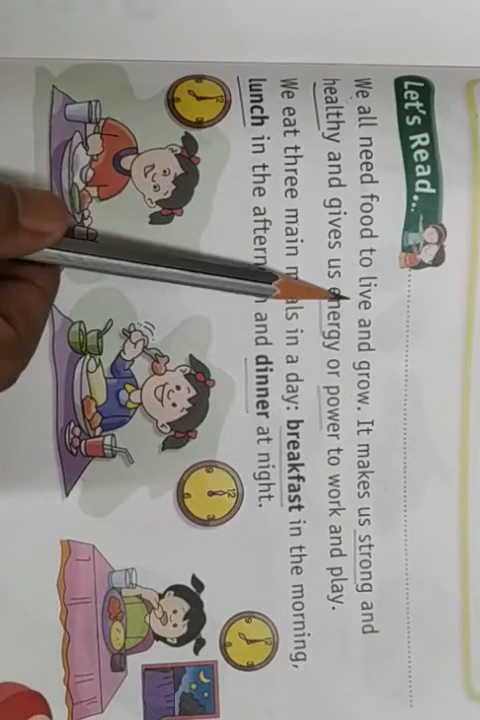 Let's Read...
We all need food to live and grow. It makes us strong and
healthy and gives us energy or power to work and play.
We eat three main meals in a day: breakfast in the morning,
lunch in the afternoon and dinner at night.